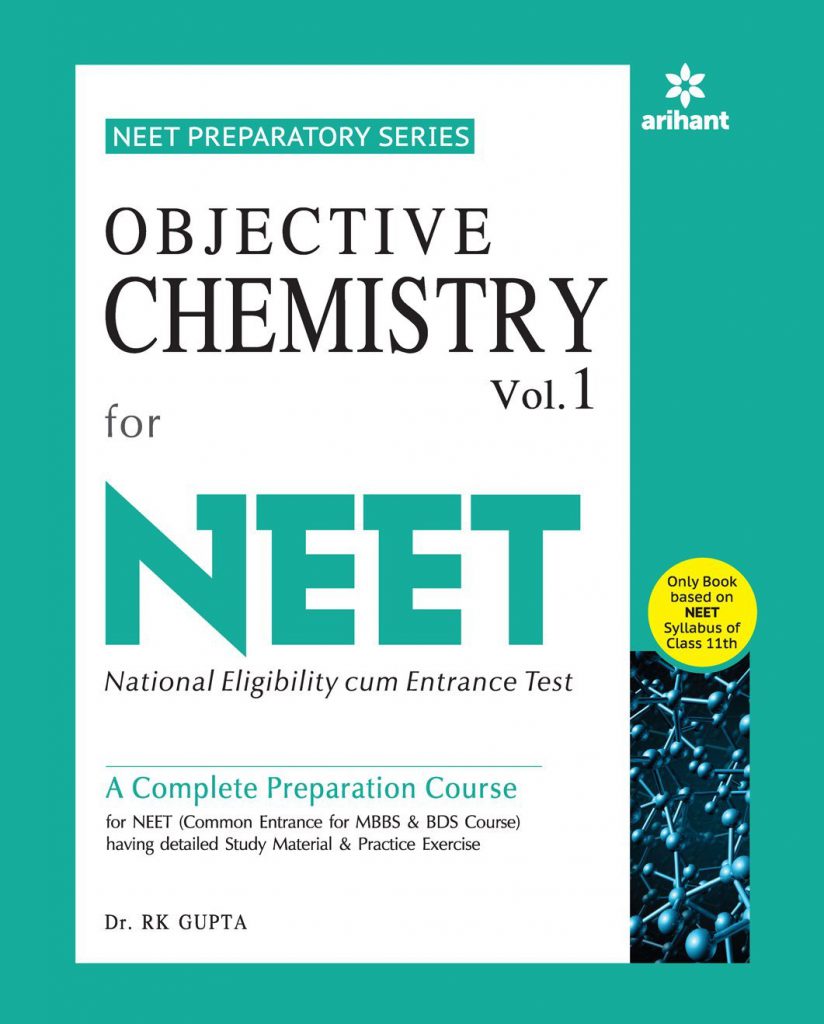 arihant
NEET PREPARATORY SERIES
OBJECTIVE
CHEMISTRY
Vol.1
for
NEET
National Eligibility cum Entrance Test
Only Book
based on
NEET
Syllabus of
Class 11th
A Complete Preparation Course
for NEET (Common Entrance for MBBS & BDS Course)
having detailed Study Material & Practice Exercise
Dr. RK GUPTA